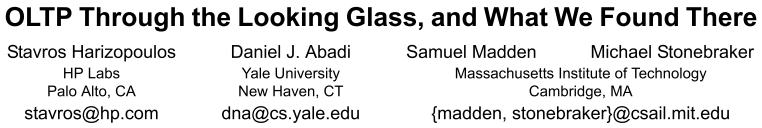 OLTP Through the Looking Glass, and What We Found There
Stavros Harizopoulos Daniel J. Abadi Samuel Madden Michael Stonebraker
HP Labs Yale University Massachusetts Institute of Technology
Palo Alto, CA New Haven, CT Cambridge, MA
stavros@hp.com dna@cs.yale.edu {madden, stonebraker}@csail.mit.edu